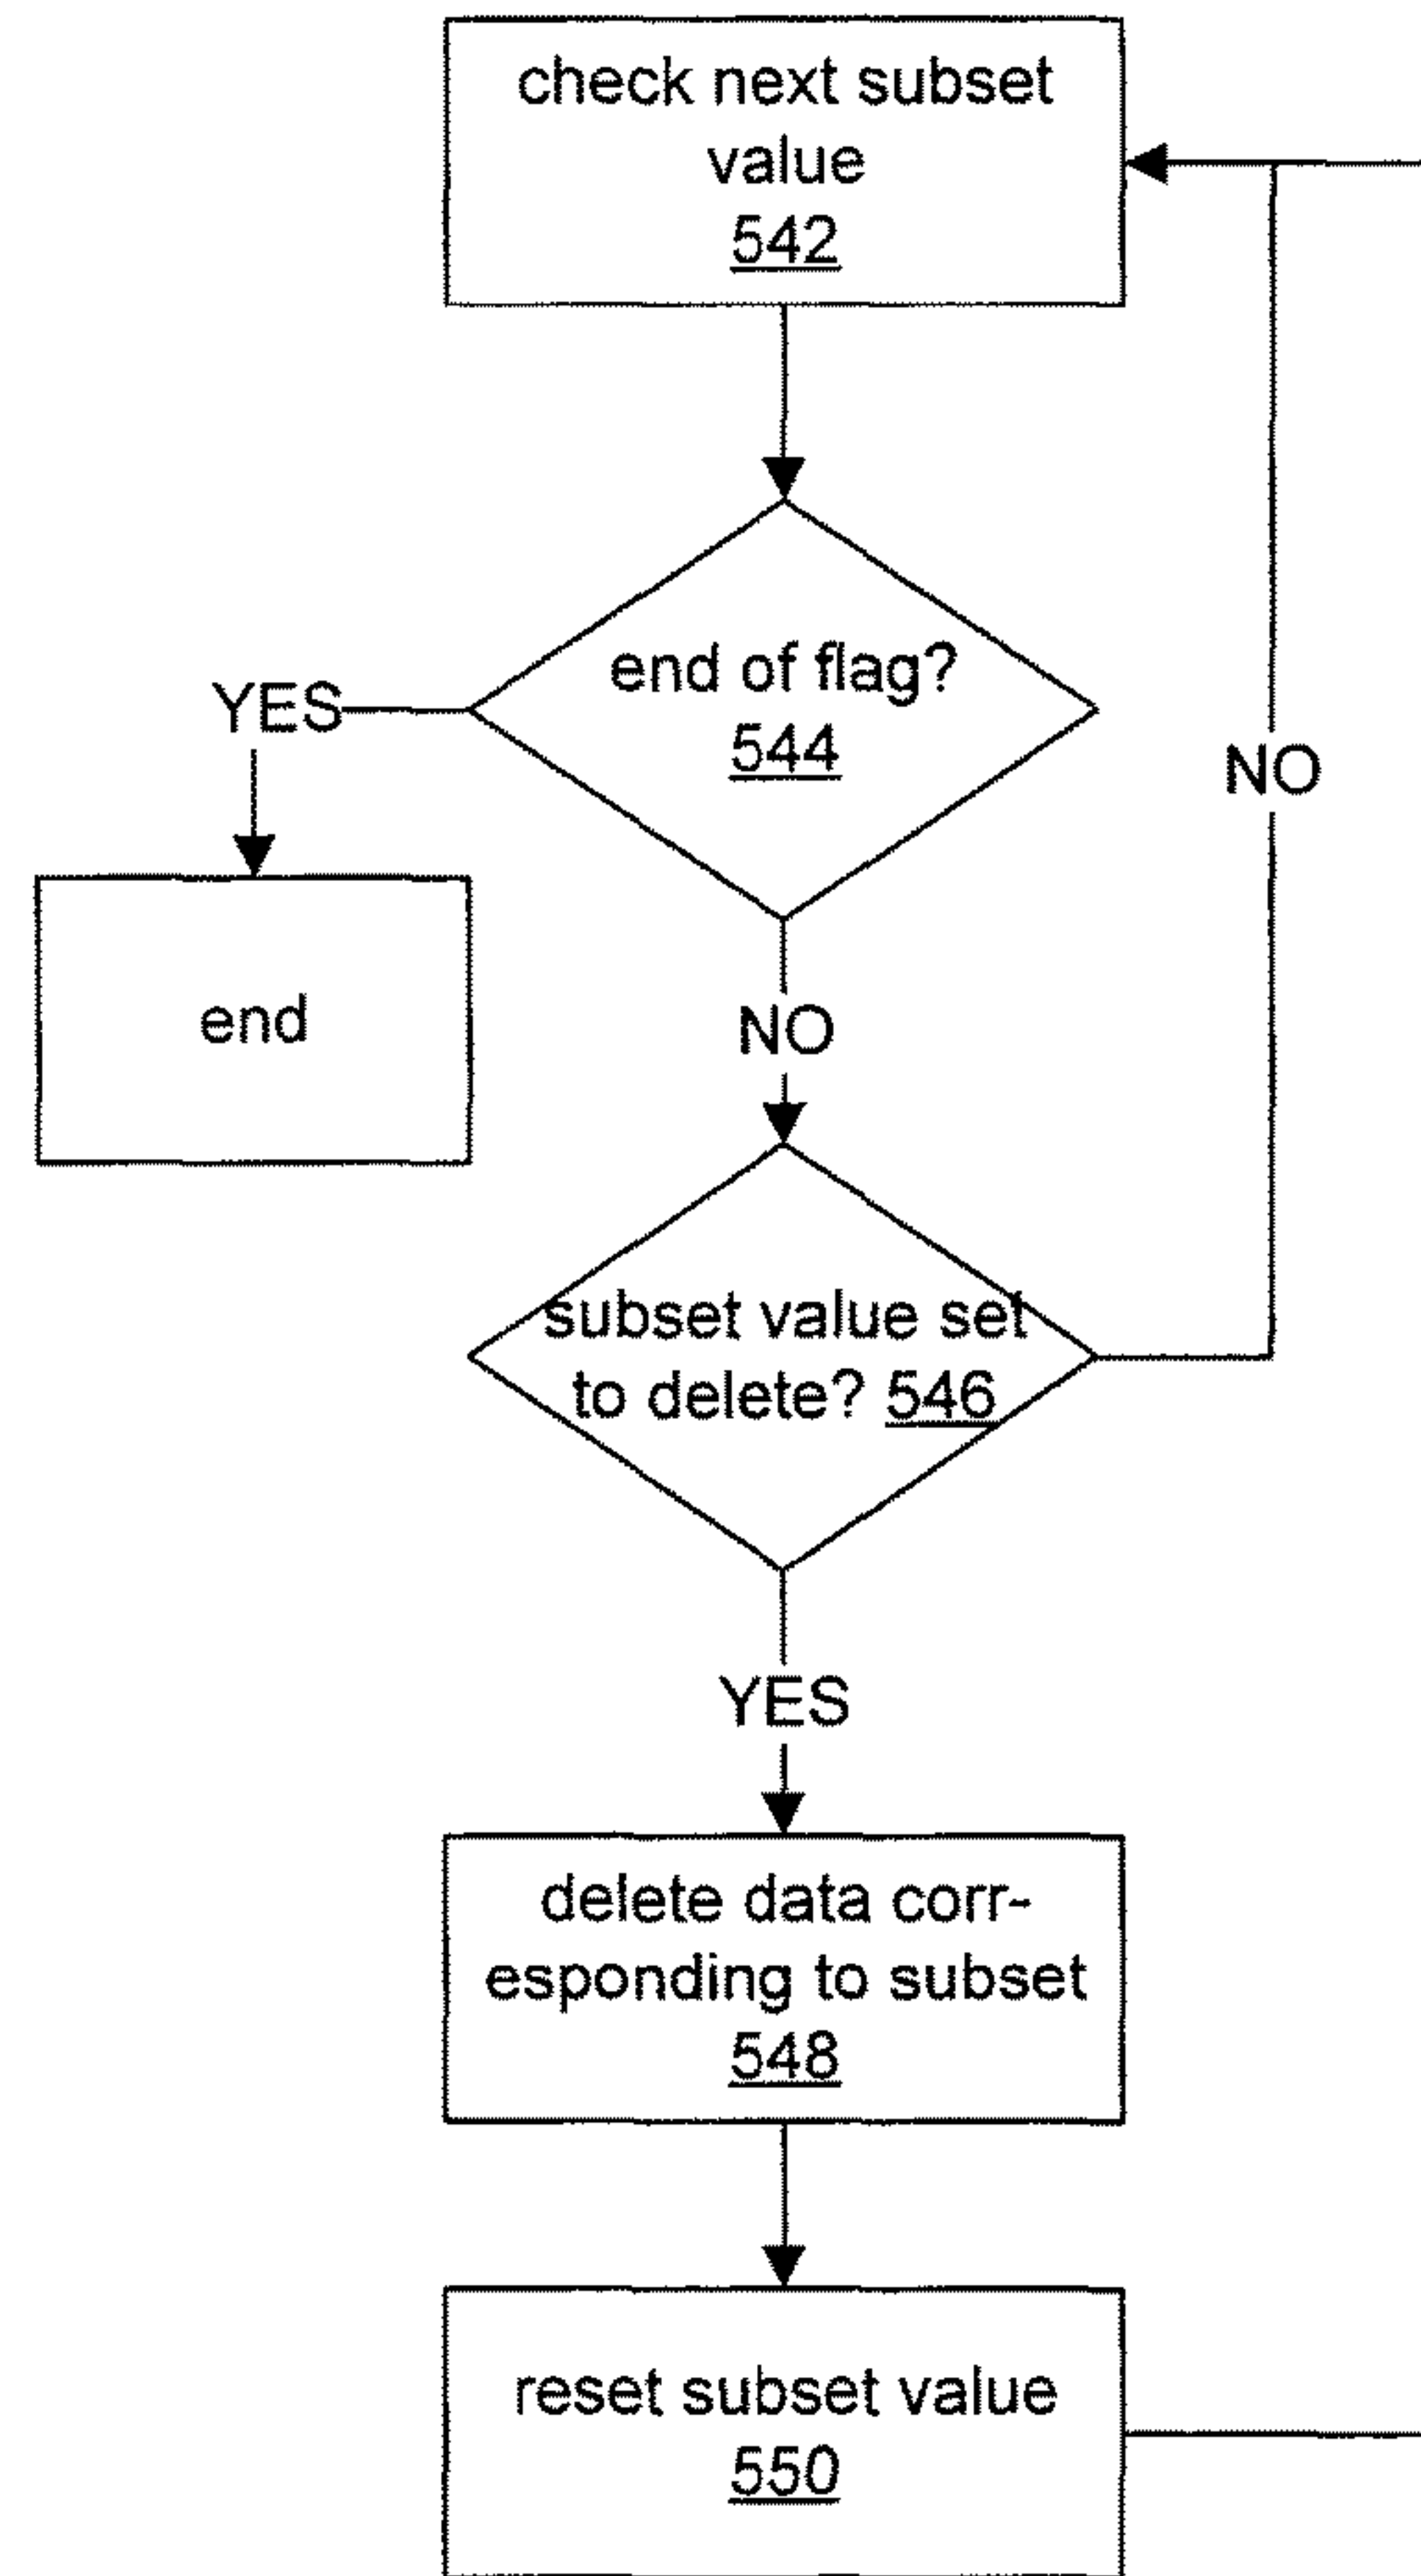 check next subset
value
542
end of flag?
544
YES
NO
end
NO
subset value set
to delete? 546
YES
delete data corr-
esponding to subset
548
reset subset value
550